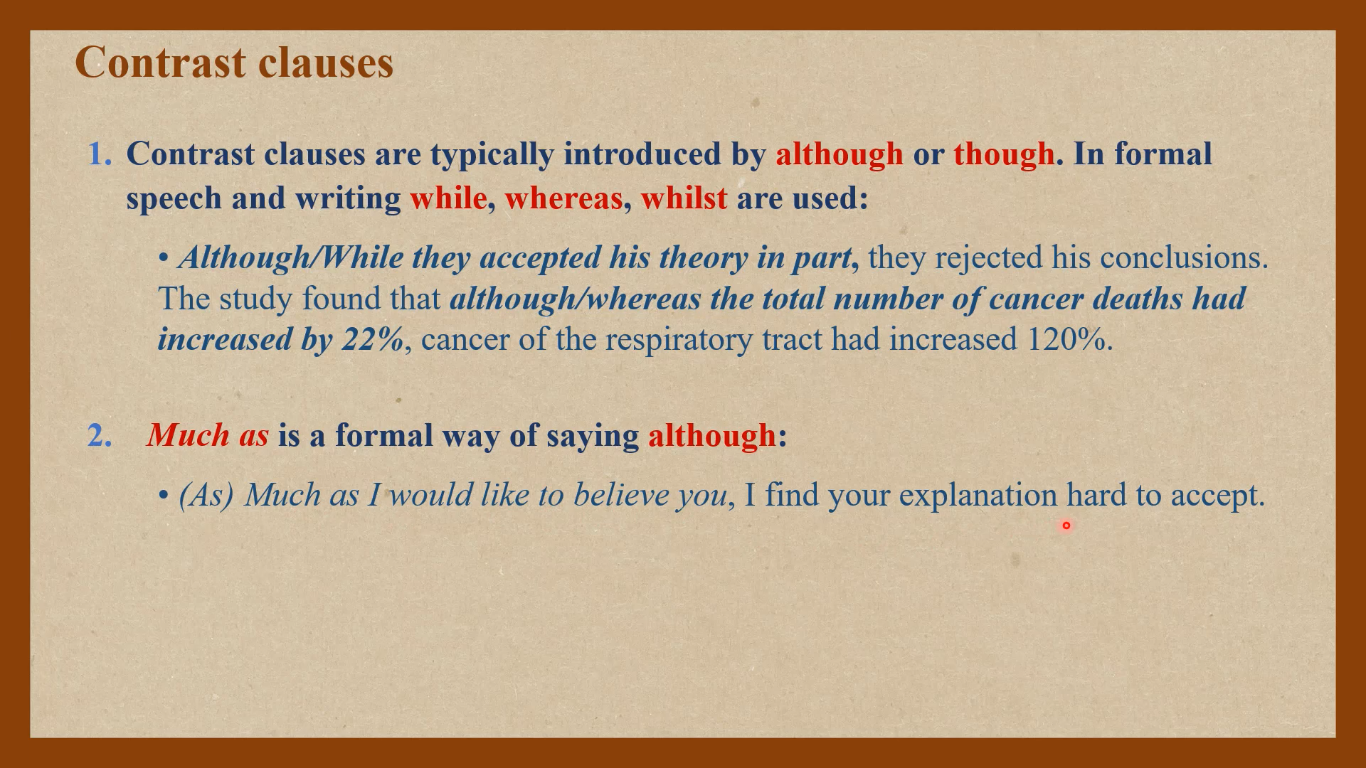 Contrast clauses
1. Contrast clauses are typically introduced by although or though. In formal
speech and writing while, whereas, whilst are used:
• Although/While they accepted his theory in part, they rejected his conclusions.
The study found that although/whereas the total number of cancer deaths had
increased by 22%, cancer of the respiratory tract had increased 120%.
2. Much as is a formal way of saying although:
• (As) Much as I would like to believe you, I find your explanation hard to accept.